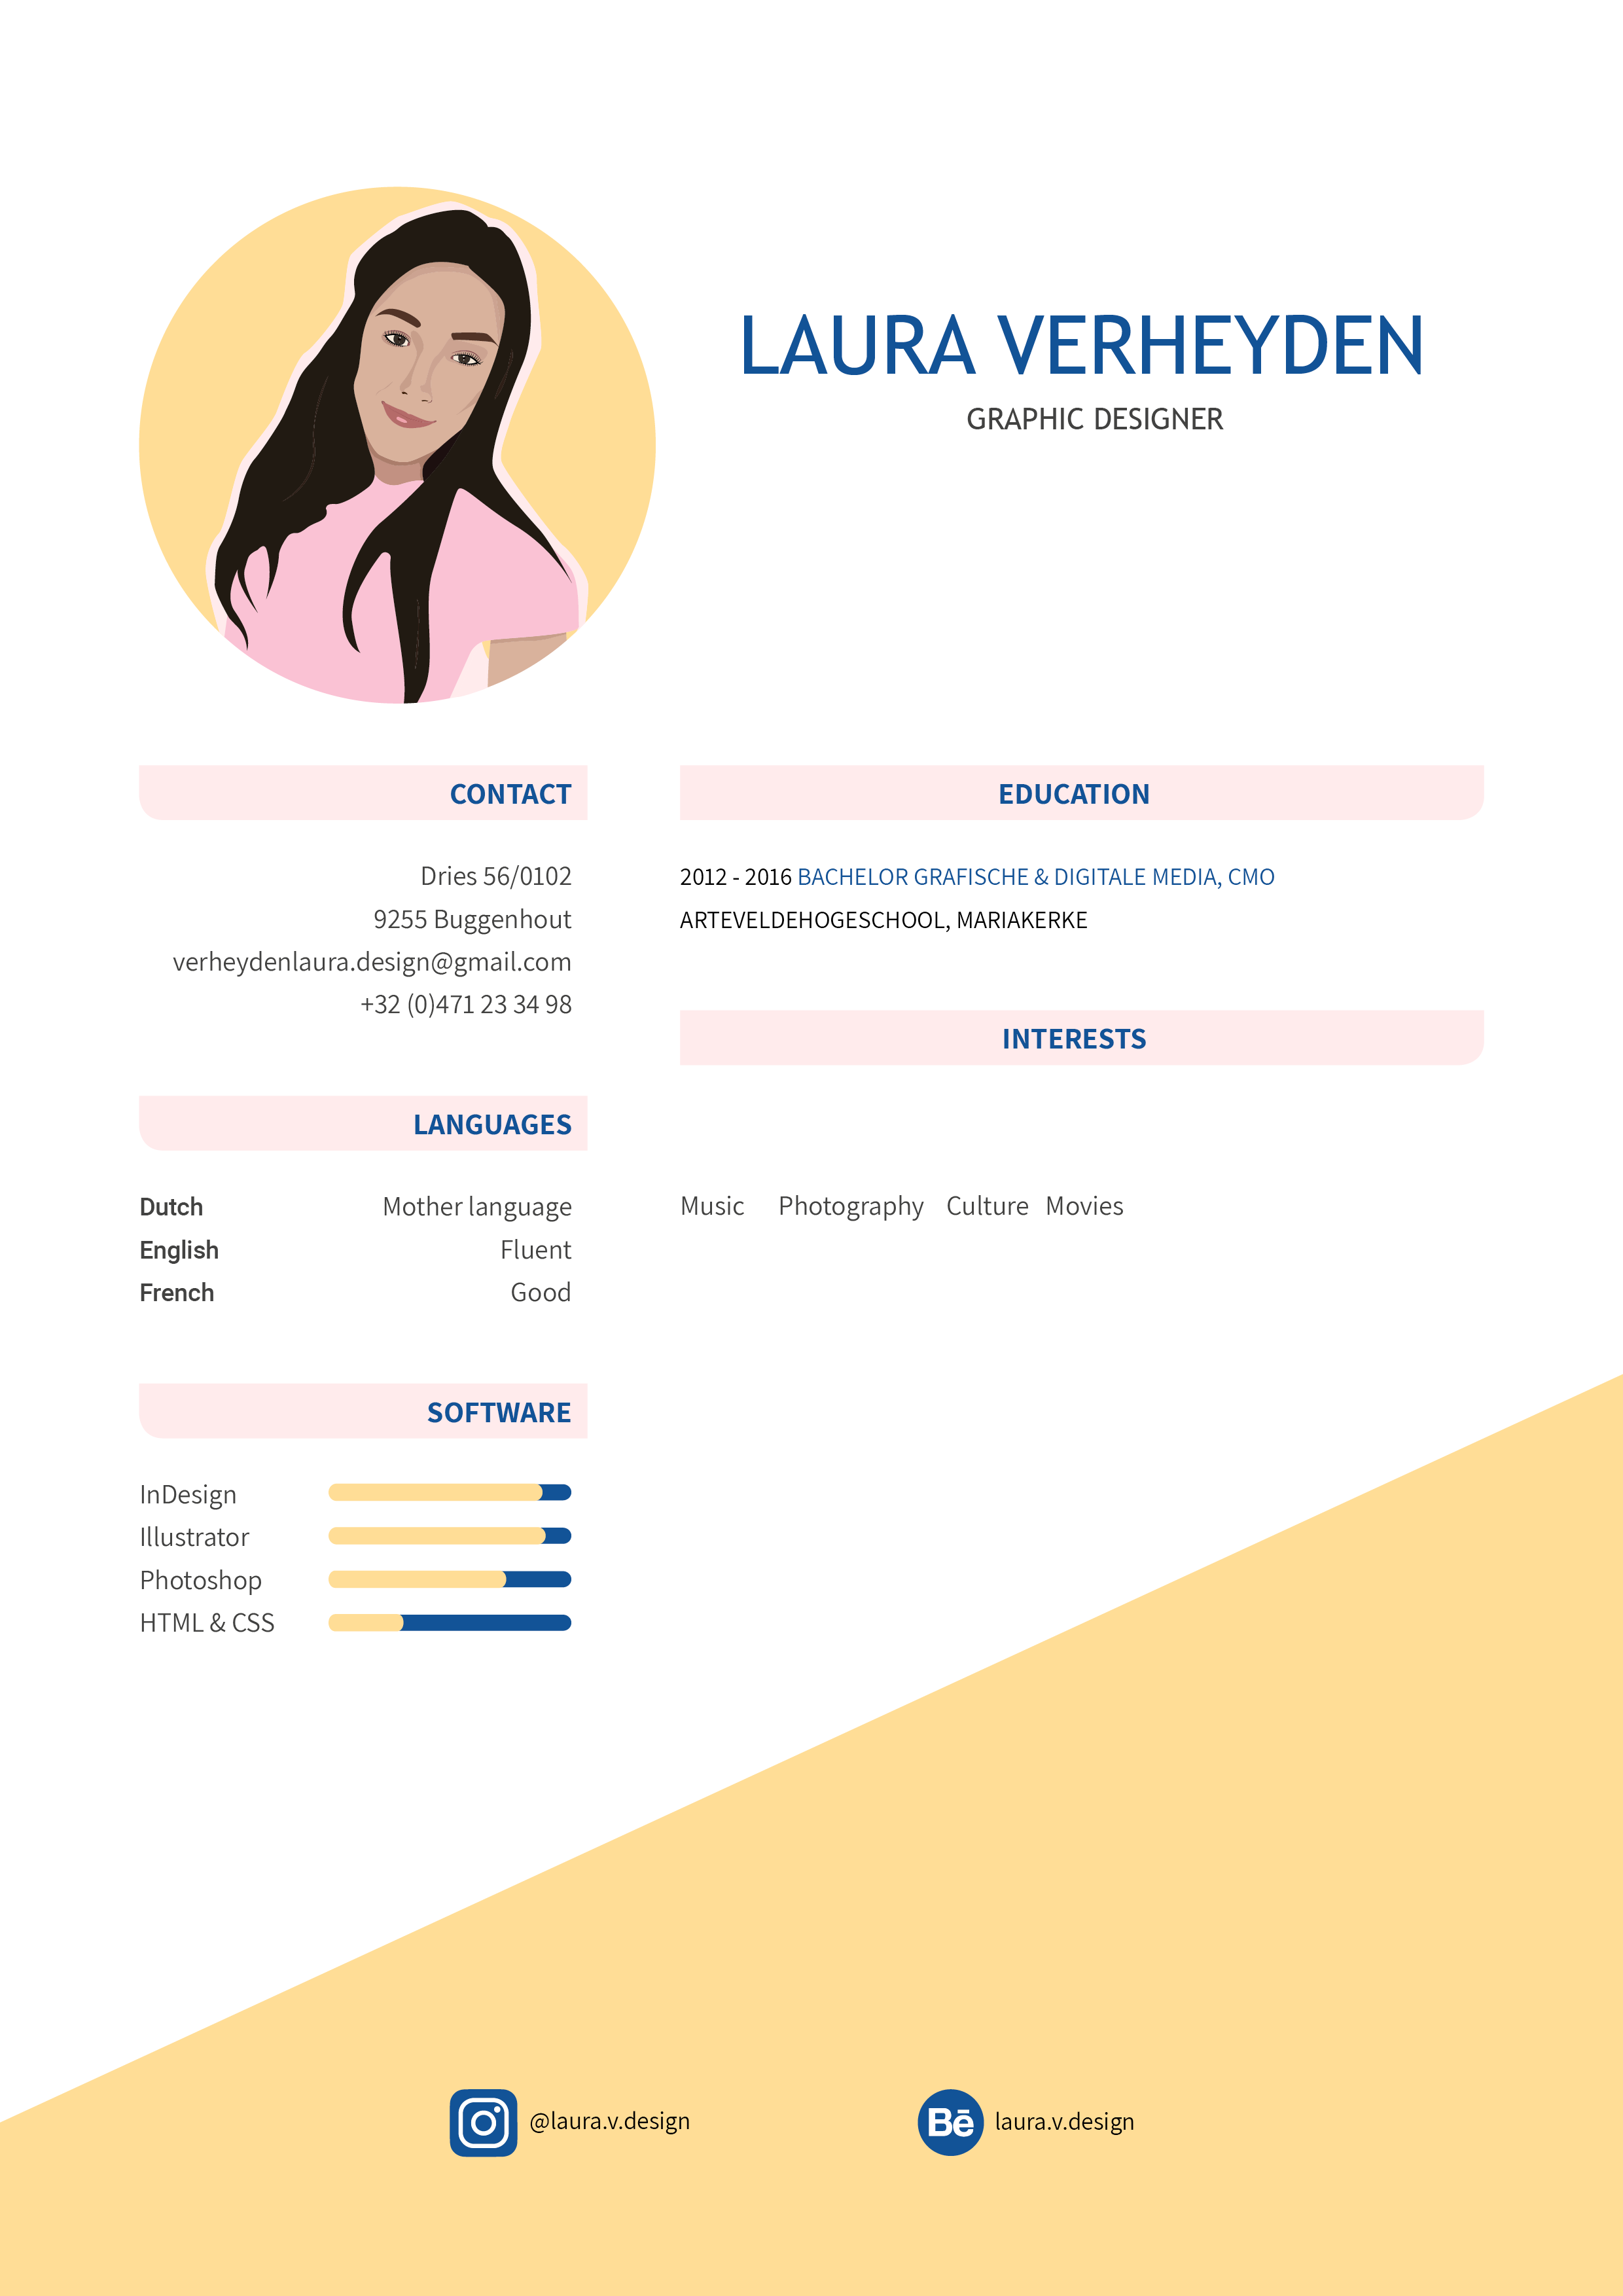 LAURA VERHEYDEN
GRAPHIC DESIGNER
CONTACT
Dries 56/0102
9255 Buggenhout
verheydenlaura.design@gmail.com
+32 (0)471 23 34 98
LANGUAGES
Dutch Mother language
English Fluent
French Good
SOFTWARE
InDesign
Illustrator
Photoshop
HTML & CSS
EDUCATION
2012 - 2016 BACHELOR GRAFISCHE & DIGITALE MEDIA, CMO
ARTEVELDEHOGESCHOOL, MARIAKERKE
INTERESTS
Music Photography Culture Movies
@laura.v.design
Bē laura.v.design